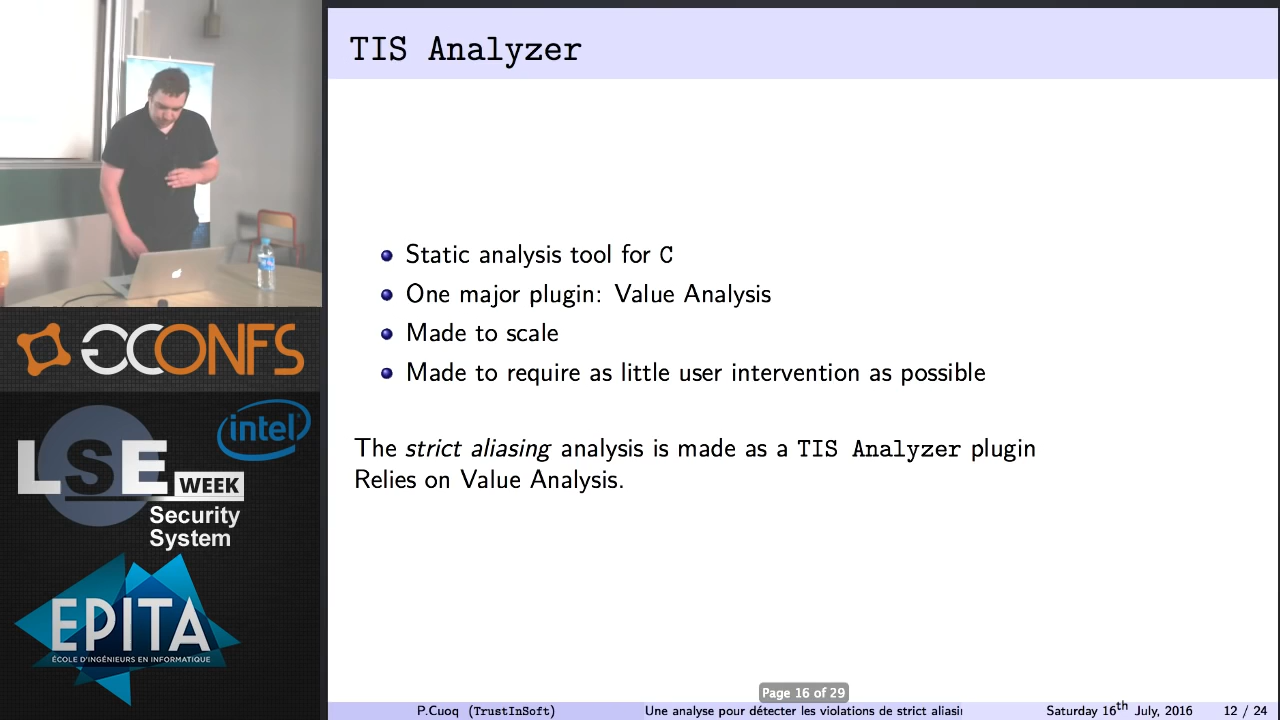 TIS Analyzer
Static analysis tool for C
One major plugin: Value Analysis
Made to scale
Made to require as little user intervention as possible
The strict aliasing analysis is made as a TIS Analyzer plugin
Relies on Value Analysis.
GCONFS
intel
LSE
WEEK
Security
System
EPITA
ÉCOLE D'INGÉNIEURS EN INFORMATIQUE
Page 16 of 29
P.Cuoq (TrustInSoft) Une analyse pour détecter les violations de strict aliasi Saturday 16th July, 2016 12 / 24